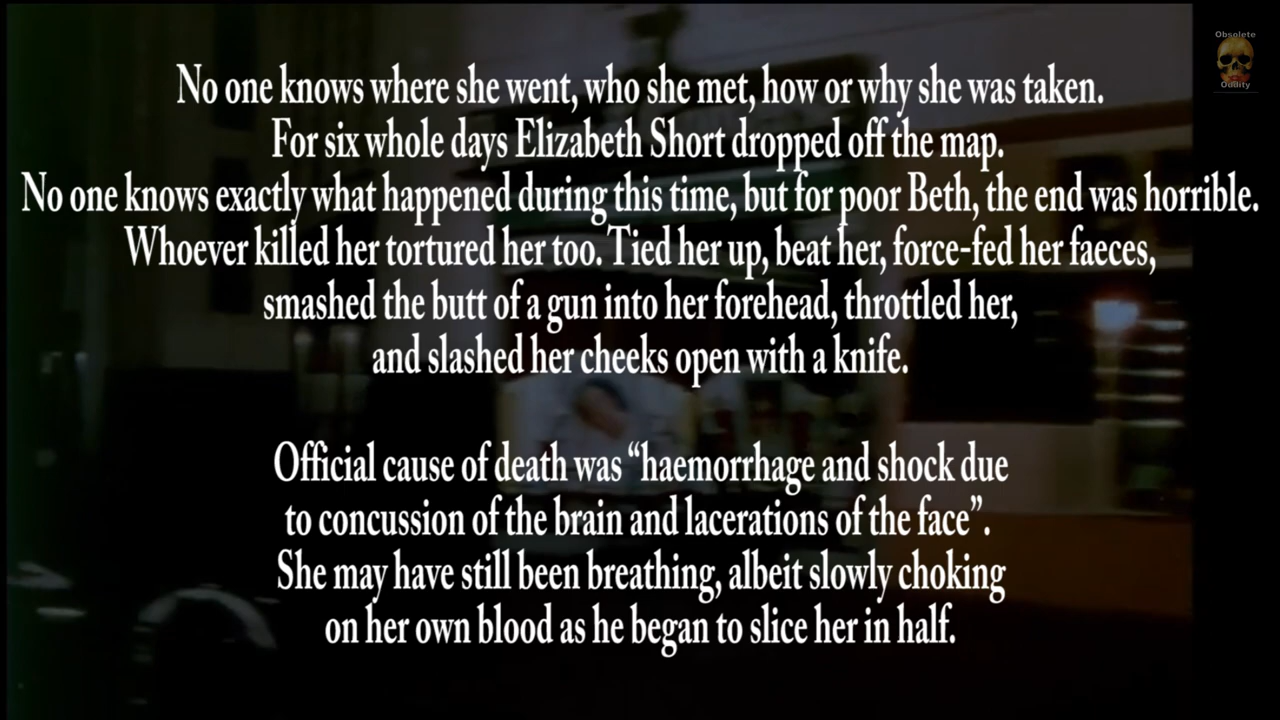 Obsolete
Oddity
No one knows where she went, who she met, how or why she was taken.
For six whole days Elizabeth Short dropped off the map.
No one knows exactly what happened during this time, but for poor Beth, the end was horrible.
Whoever killed her tortured her too. Tied her up, beat her, force-fed her faeces,
smashed the butt of a gun into her forehead, throttled her,
and slashed her cheeks open with a knife.
Official cause of death was “haemorrhage and shock due
to concussion of the brain and lacerations of the face”.
She may have still been breathing, albeit slowly choking
on her own blood as he began to slice her in half.